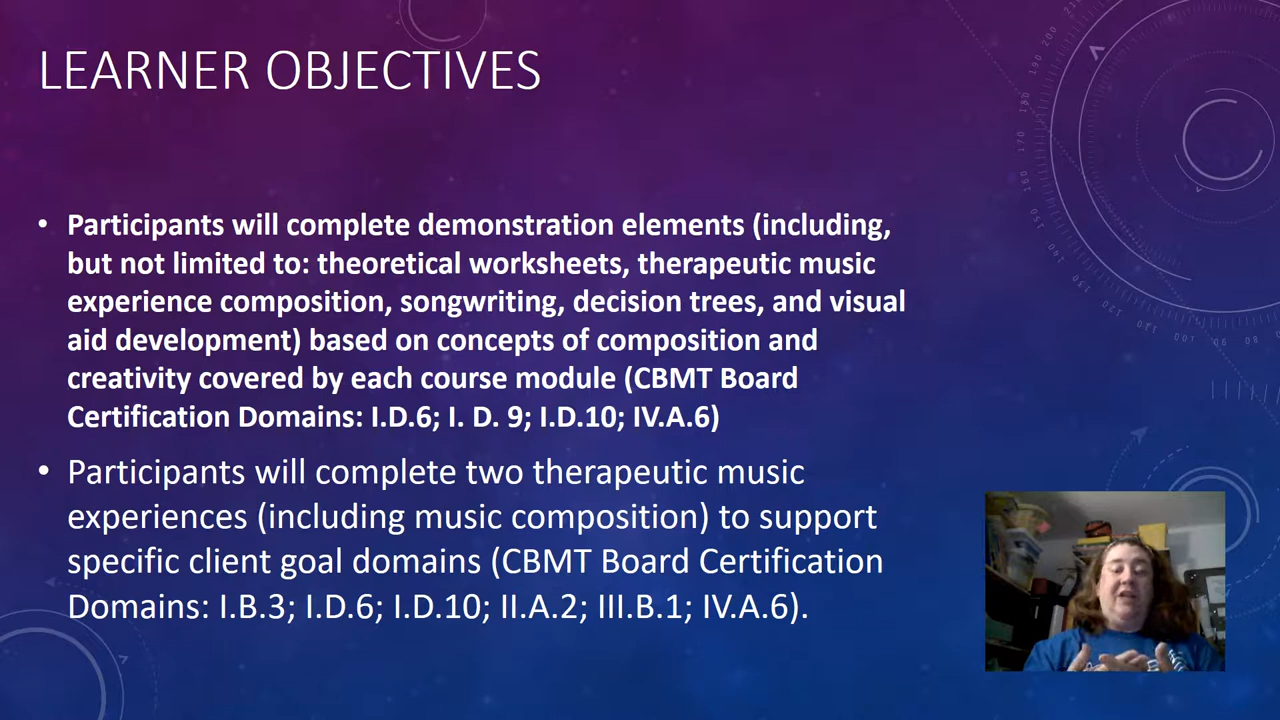 LEARNER OBJECTIVES
• Participants will complete demonstration elements (including,
but not limited to: theoretical worksheets, therapeutic music
experience composition, songwriting, decision trees, and visual
aid development) based on concepts of composition and
creativity covered by each course module (CBMT Board
Certification Domains: I.D.6; I. D. 9; I.D.10; IV.A.6)
• Participants will complete two therapeutic music
experiences (including music composition) to support
specific client goal domains (CBMT Board Certification
Domains: I.B.3; I.D.6; I.D.10; II.A.2; III.B.1; IV.A.6).